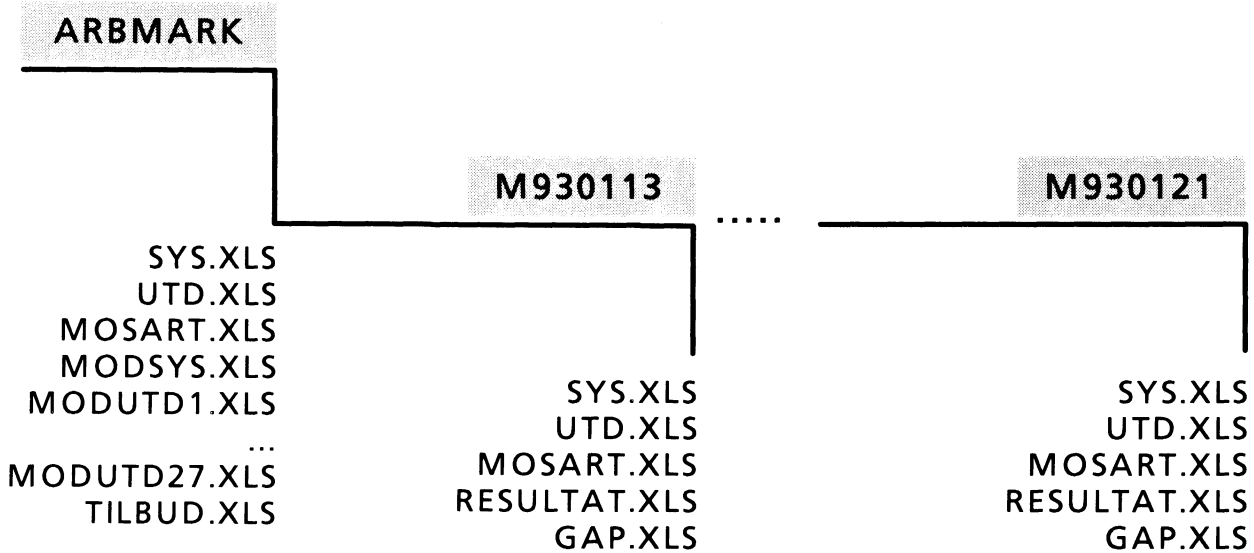 ARBMARK
M930113 ..... M930121
SYS.XLS
UTD.XLS
MOSART.XLS
MODSYS.XLS
MODUTD1.XLS
...
MODUTD27.XLS
TILBUD.XLS
SYS.XLS
UTD.XLS
MOSART.XLS
RESULTAT.XLS
GAP.XLS
SYS.XLS
UTD.XLS
MOSART.XLS
RESULTAT.XLS
GAP.XLS